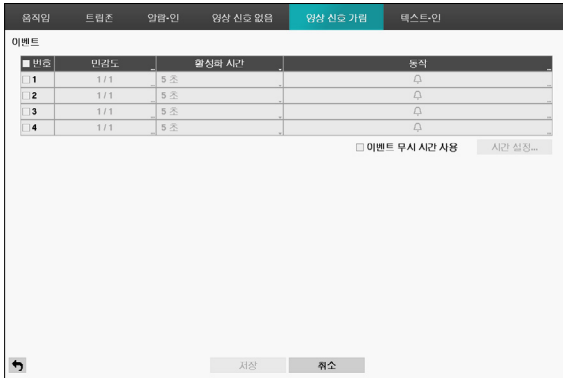 움직임 트립존 알람-인 영상 신호 없음 영상 신호 가림 텍스트-인
이벤트
번호 민감도 활성화 시간 동작
1 1 / 1 5 초
2 1 / 1 5 초
3 1 / 1 5 초
4 1 / 1 5 초
이벤트 무시 시간 사용 시간 설정...
저장 취소